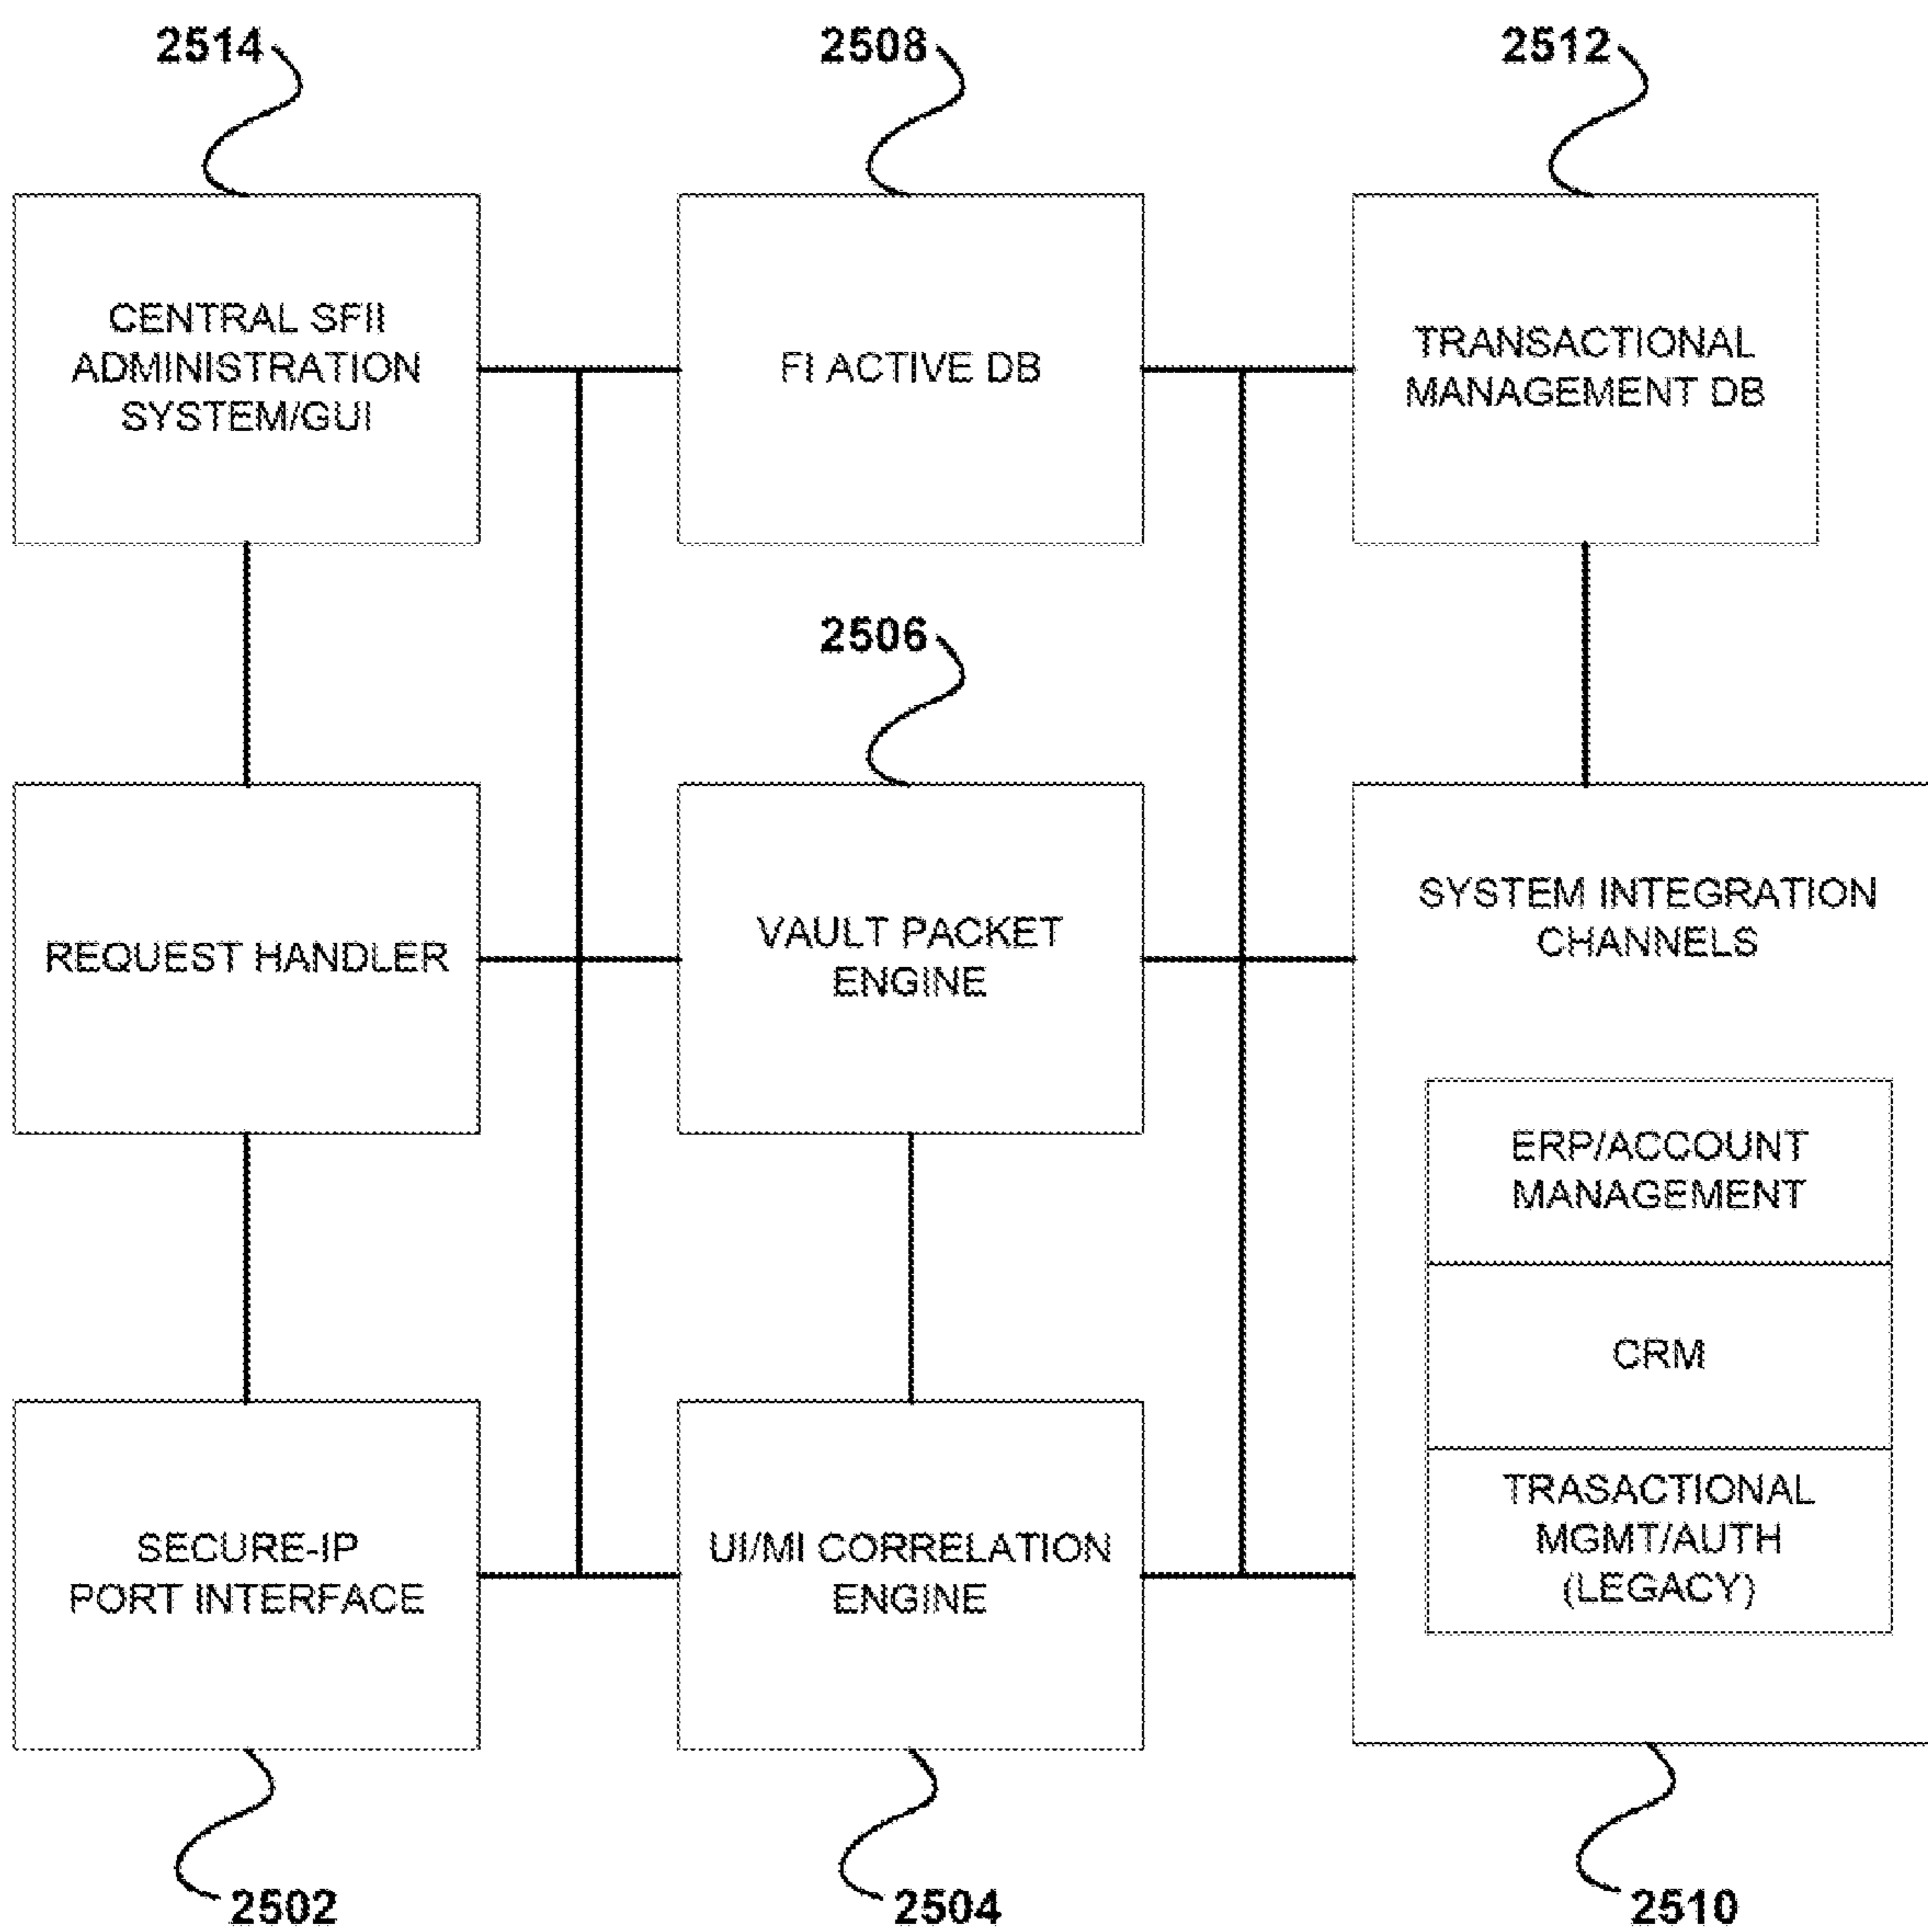 2514
2508
2512
CENTRAL SFII
ADMINISTRATION
SYSTEM/GUI
FI ACTIVE DB
TRANSACTIONAL
MANAGEMENT DB
2506
REQUEST HANDLER
VAULT PACKET
ENGINE
SYSTEM INTEGRATION
CHANNELS
ERP/ACCOUNT
MANAGEMENT
CRM
TRASACTIONAL
MGMT/AUTH
(LEGACY)
SECURE-IP
PORT INTERFACE
UI/MI CORRELATION
ENGINE
2502
2504
2510